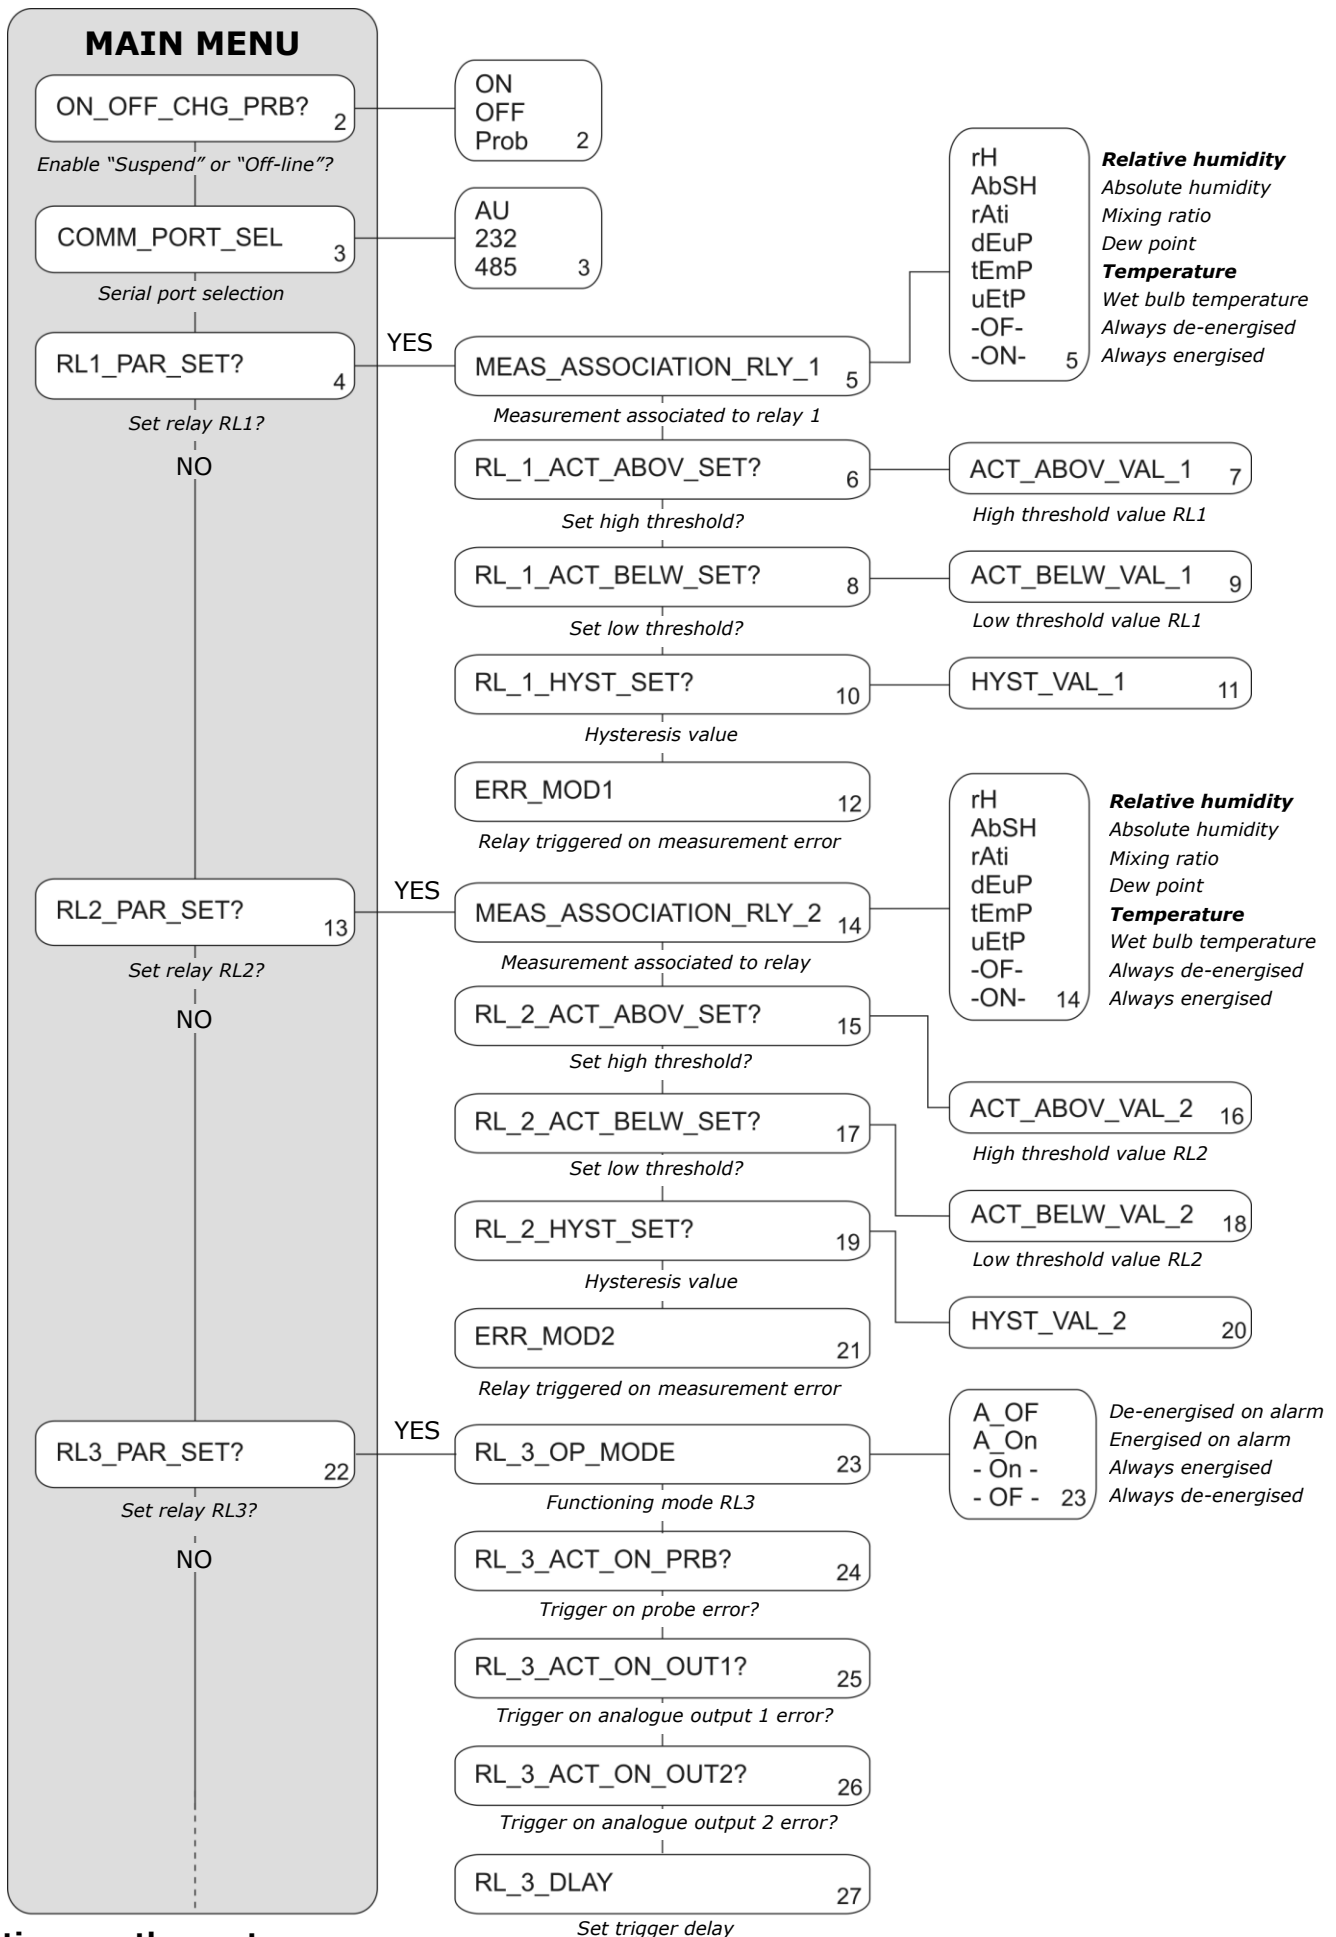 MAIN MENU
ON_OFF_CHG_PRB? 2
Enable “Suspend” or “Off-line”?
ON
OFF
Prob 2
COMM_PORT_SEL 3
Serial port selection
AU
232
485 3
RL1_PAR_SET? 4
Set relay RL1?
YES
NO
MEAS_ASSOCIATION_RLY_1 5
Measurement associated to relay 1
rH Relative humidity
AbSH Absolute humidity
rAti Mixing ratio
dEuP Dew point
tEmP Temperature
uEtP Wet bulb temperature
-OF- Always de-energised
-ON- 5 Always energised
RL_1_ACT_ABOV_SET? 6
Set high threshold?
ACT_ABOV_VAL_1 7
High threshold value RL1
RL_1_ACT_BELW_SET? 8
Set low threshold?
ACT_BELW_VAL_1 9
Low threshold value RL1
RL_1_HYST_SET? 10
Hysteresis value
HYST_VAL_1 11
ERR_MOD1 12
Relay triggered on measurement error
RL2_PAR_SET? 13
Set relay RL2?
YES
NO
MEAS_ASSOCIATION_RLY_2 14
Measurement associated to relay
rH Relative humidity
AbSH Absolute humidity
rAti Mixing ratio
dEuP Dew point
tEmP Temperature
uEtP Wet bulb temperature
-OF- Always de-energised
-ON- 14 Always energised
RL_2_ACT_ABOV_SET? 15
Set high threshold?
ACT_ABOV_VAL_2 16
High threshold value RL2
RL_2_ACT_BELW_SET? 17
Set low threshold?
ACT_BELW_VAL_2 18
Low threshold value RL2
RL_2_HYST_SET? 19
Hysteresis value
HYST_VAL_2 20
ERR_MOD2 21
Relay triggered on measurement error
RL3_PAR_SET? 22
Set relay RL3?
YES
NO
RL_3_OP_MODE 23
Functioning mode RL3
A_OF De-energised on alarm
A_On Energised on alarm
- On - Always energised
- OF - 23 Always de-energised
RL_3_ACT_ON_PRB? 24
Trigger on probe error?
RL_3_ACT_ON_OUT1? 25
Trigger on analogue output 1 error?
RL_3_ACT_ON_OUT2? 26
Trigger on analogue output 2 error?
RL_3_DLAY 27
Set trigger delay